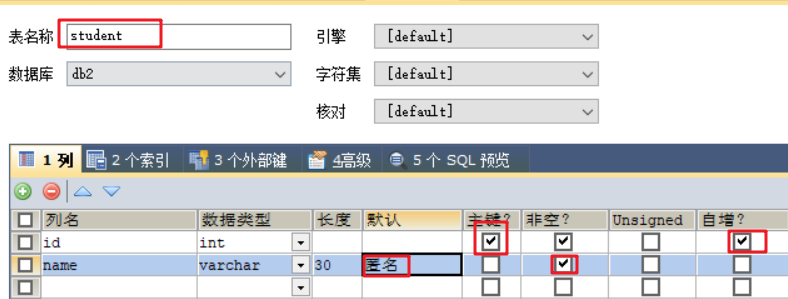 表名称 student 引擎 [default]
数据库 db2 字符集 [default]
核对 [default]
1 列 2 个索引 3 个外部键 4高级 5 个 SQL 预览
列名 数据类型 长度 默认 主键? 非空? Unsigned 自增?
id int
name varchar 30 匿名